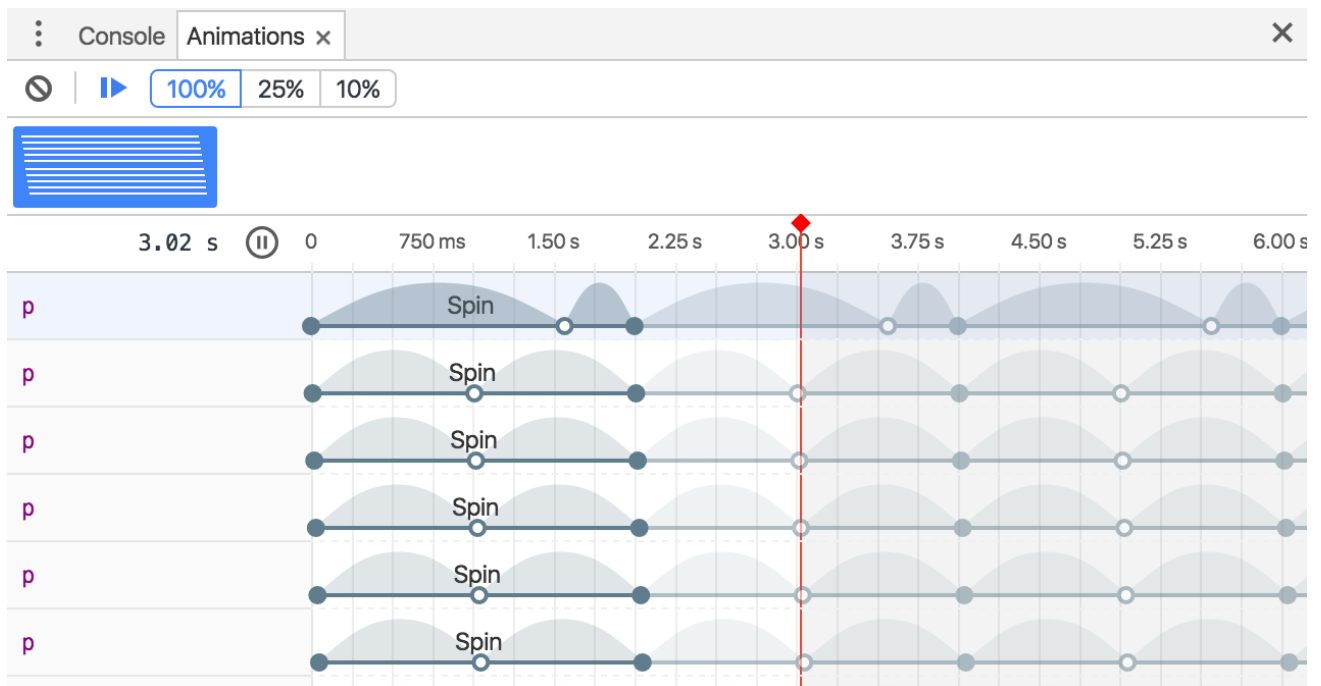 Console Animations ×
100% 25% 10%
3.02 s 0 750 ms 1.50 s 2.25 s 3.00 s 3.75 s 4.50 s 5.25 s 6.00 s
p Spin
p Spin
p Spin
p Spin
p Spin
p Spin